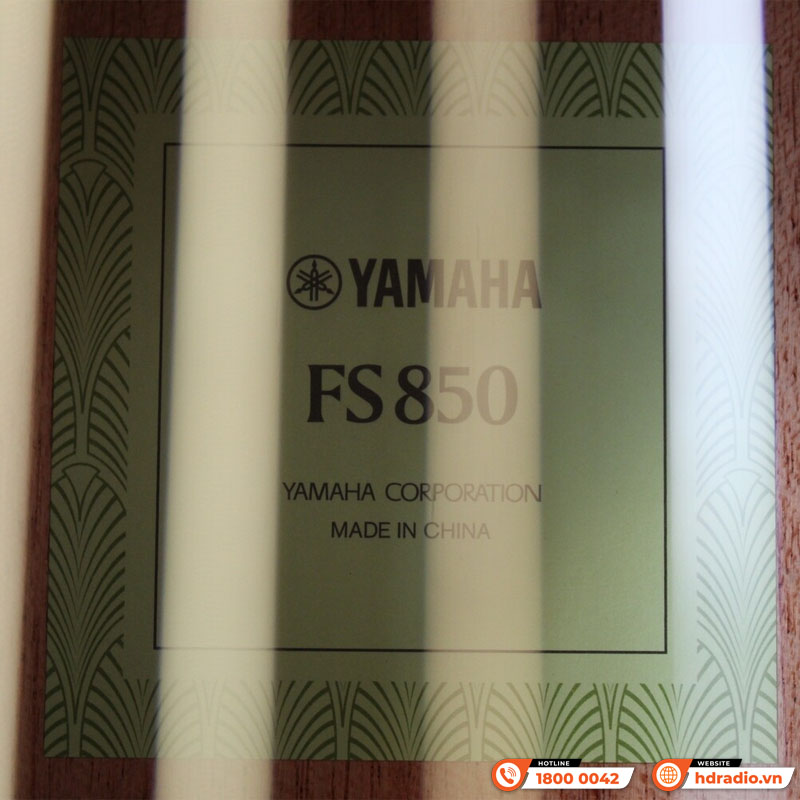 YAMAHA
FS850
YAMAHA CORPORATION
MADE IN CHINA
HOTLINE
1800 0042
WEBSITE
hdradio.vn